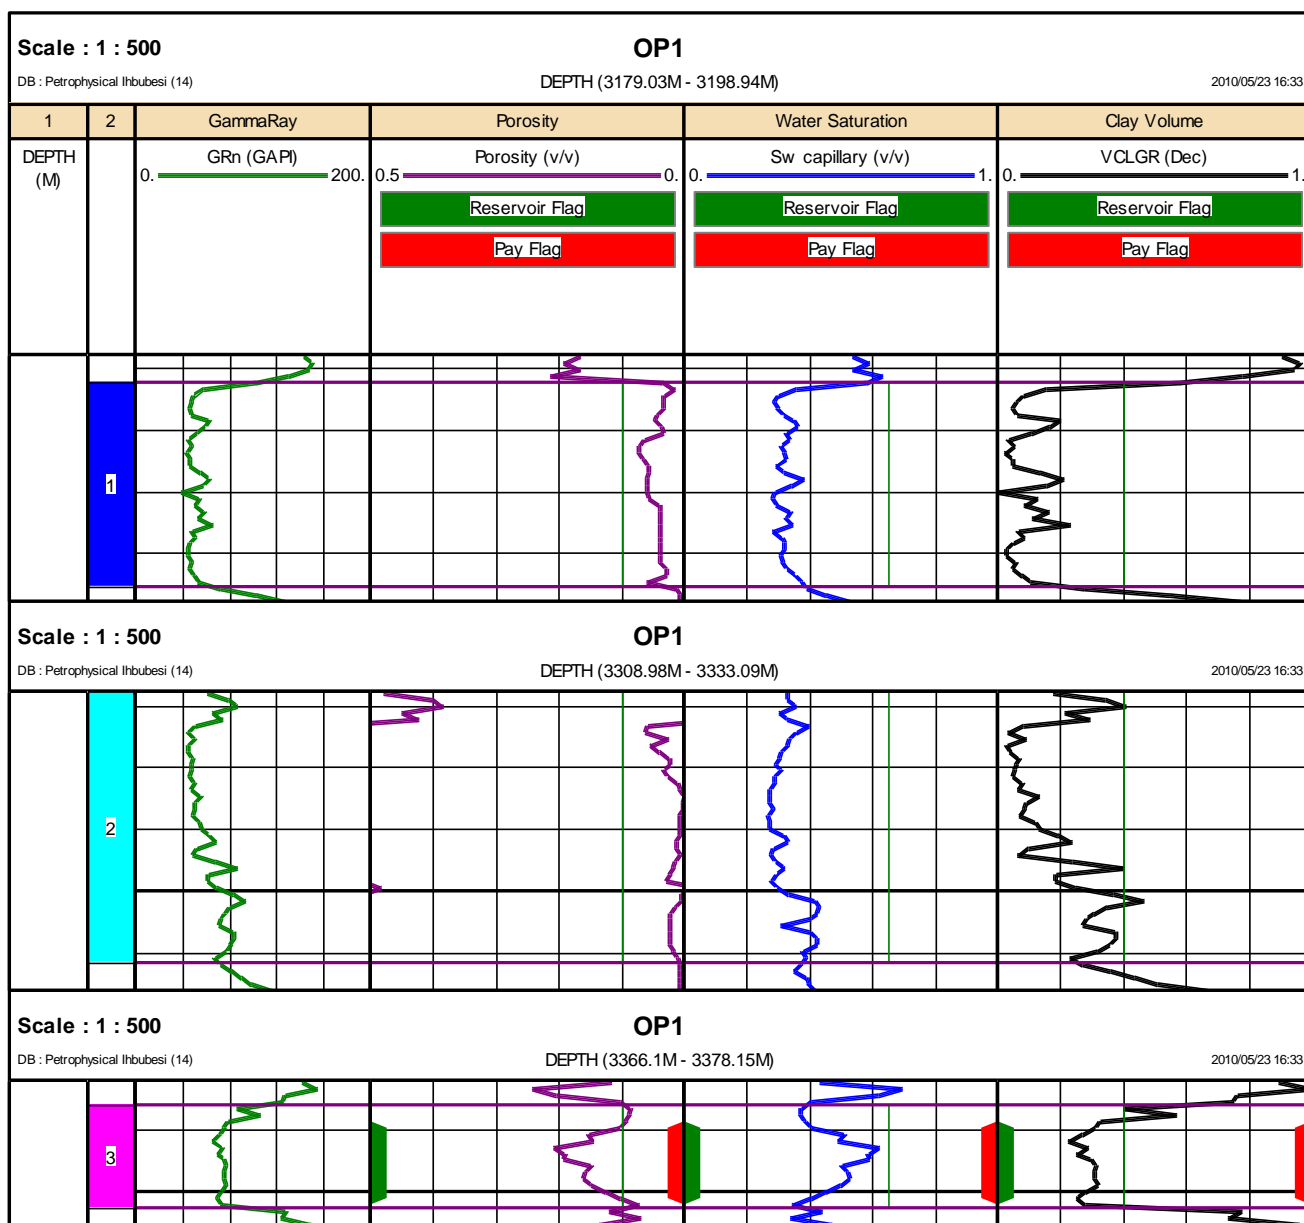 Scale : 1 : 500 OP1
DB : Petrophysical Ihbubesi (14) DEPTH (3179.03M - 3198.94M) 2010/05/23 16:33
1 2 GammaRay Porosity Water Saturation Clay Volume
DEPTH GRn (GAPI) Porosity (v/v) Sw capillary (v/v) VCLGR (Dec)
(M) 0. 200. 0.5 0. 0. 1. 0. 1.
Reservoir Flag Reservoir Flag Reservoir Flag
Pay Flag Pay Flag Pay Flag
1
Scale : 1 : 500 OP1
DB : Petrophysical Ihbubesi (14) DEPTH (3308.98M - 3333.09M) 2010/05/23 16:33
2
Scale : 1 : 500 OP1
DB : Petrophysical Ihbubesi (14) DEPTH (3366.1M - 3378.15M) 2010/05/23 16:33
3